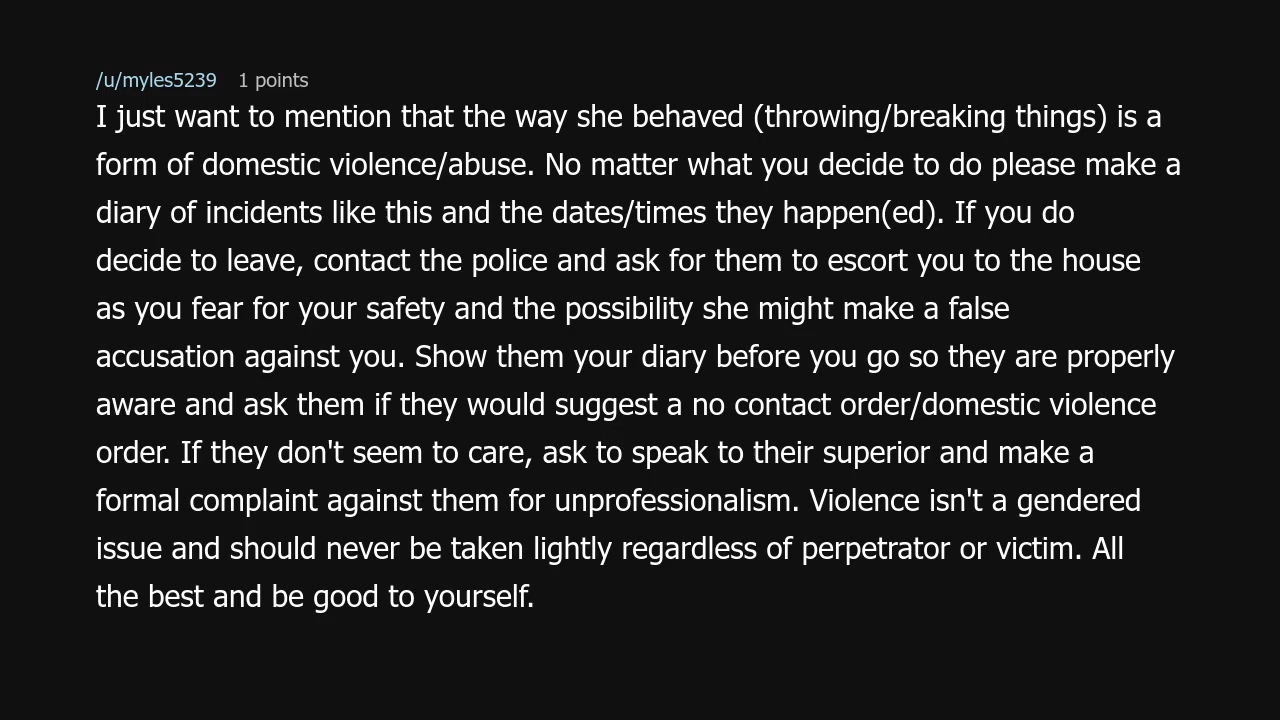 /u/myles5239 1 points
I just want to mention that the way she behaved (throwing/breaking things) is a
form of domestic violence/abuse. No matter what you decide to do please make a
diary of incidents like this and the dates/times they happen(ed). If you do
decide to leave, contact the police and ask for them to escort you to the house
as you fear for your safety and the possibility she might make a false
accusation against you. Show them your diary before you go so they are properly
aware and ask them if they would suggest a no contact order/domestic violence
order. If they don't seem to care, ask to speak to their superior and make a
formal complaint against them for unprofessionalism. Violence isn't a gendered
issue and should never be taken lightly regardless of perpetrator or victim. All
the best and be good to yourself.